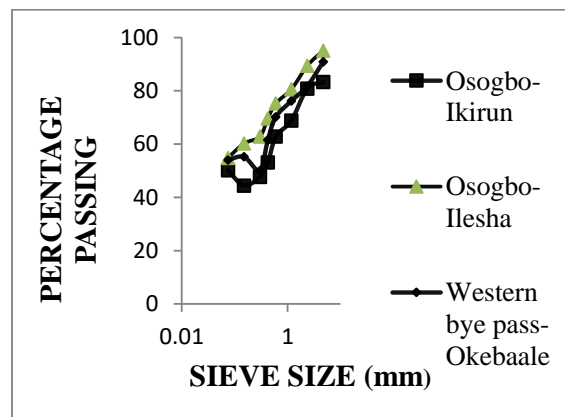 PERCENTAGE
PASSING
100
80
60
40
20
0
0.01
1
SIEVE SIZE (mm)
Osogbo-
Ikirun
Osogbo-
Ilesha
Western
bye pass-
Okebaale